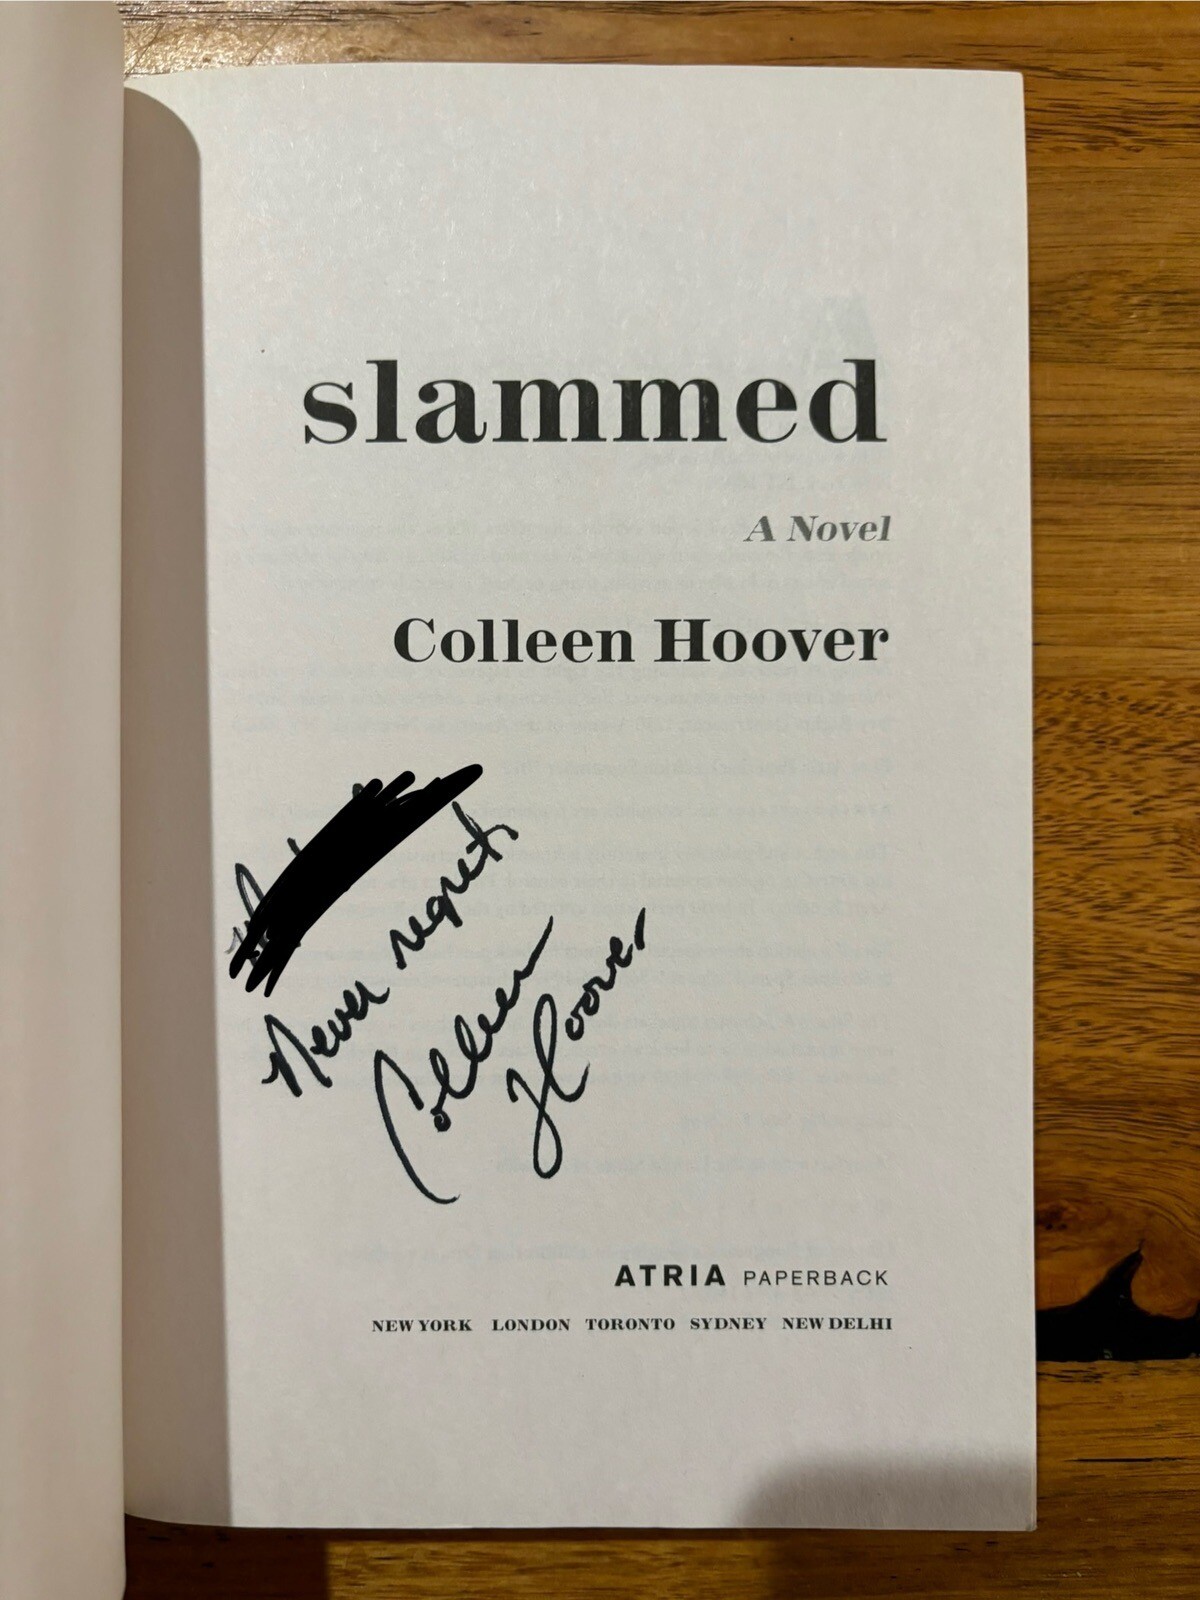 slammed
A Novel
Colleen Hoover
Never regret,
Colleen
Hoover
ATRIA PAPERBACK
NEW YORK LONDON TORONTO SYDNEY NEW DELHI